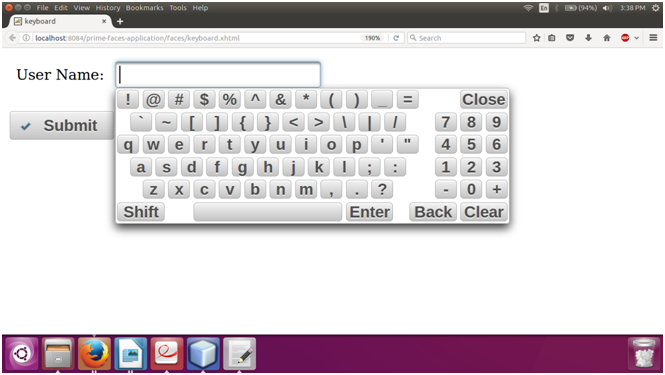 File Edit View History Bookmarks Tools Help En (94%) 3:38 PM
keyboard × +
localhost:8084/prime-faces-application/faces/keyboard.xhtml 190% Search ABP
User Name:
! @ # $ % ^ & * ( ) _ = Close
` ~ [ ] { } < > \ | / 7 8 9
Submit
q w e r t y u i o p ' " 4 5 6
a s d f g h j k l ; : 1 2 3
z x c v b n m , . ? - 0 +
Shift Enter Back Clear